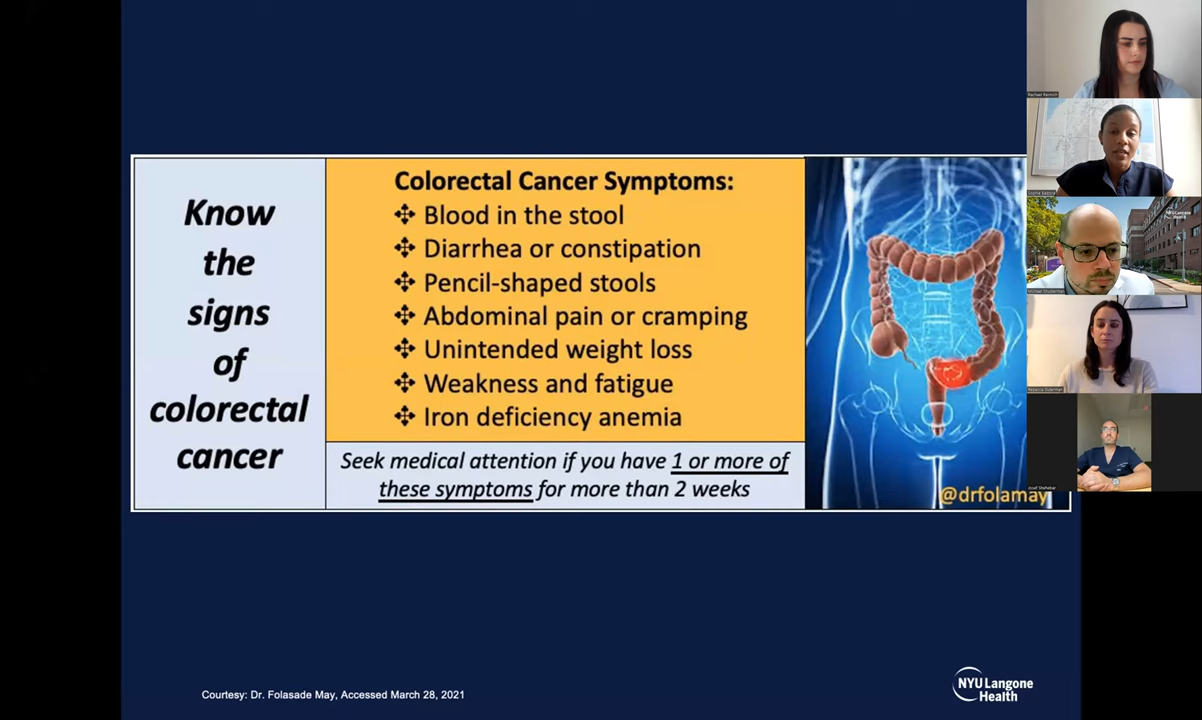 Know
the
signs
of
colorectal
cancer
Colorectal Cancer Symptoms:
Blood in the stool
Diarrhea or constipation
Pencil-shaped stools
Abdominal pain or cramping
Unintended weight loss
Weakness and fatigue
Iron deficiency anemia
Seek medical attention if you have 1 or more of
these symptoms for more than 2 weeks
@drfolamay
Courtesy: Dr. Folasade May, Accessed March 28, 2021
NYU Langone
Health
NYU Langone
Health